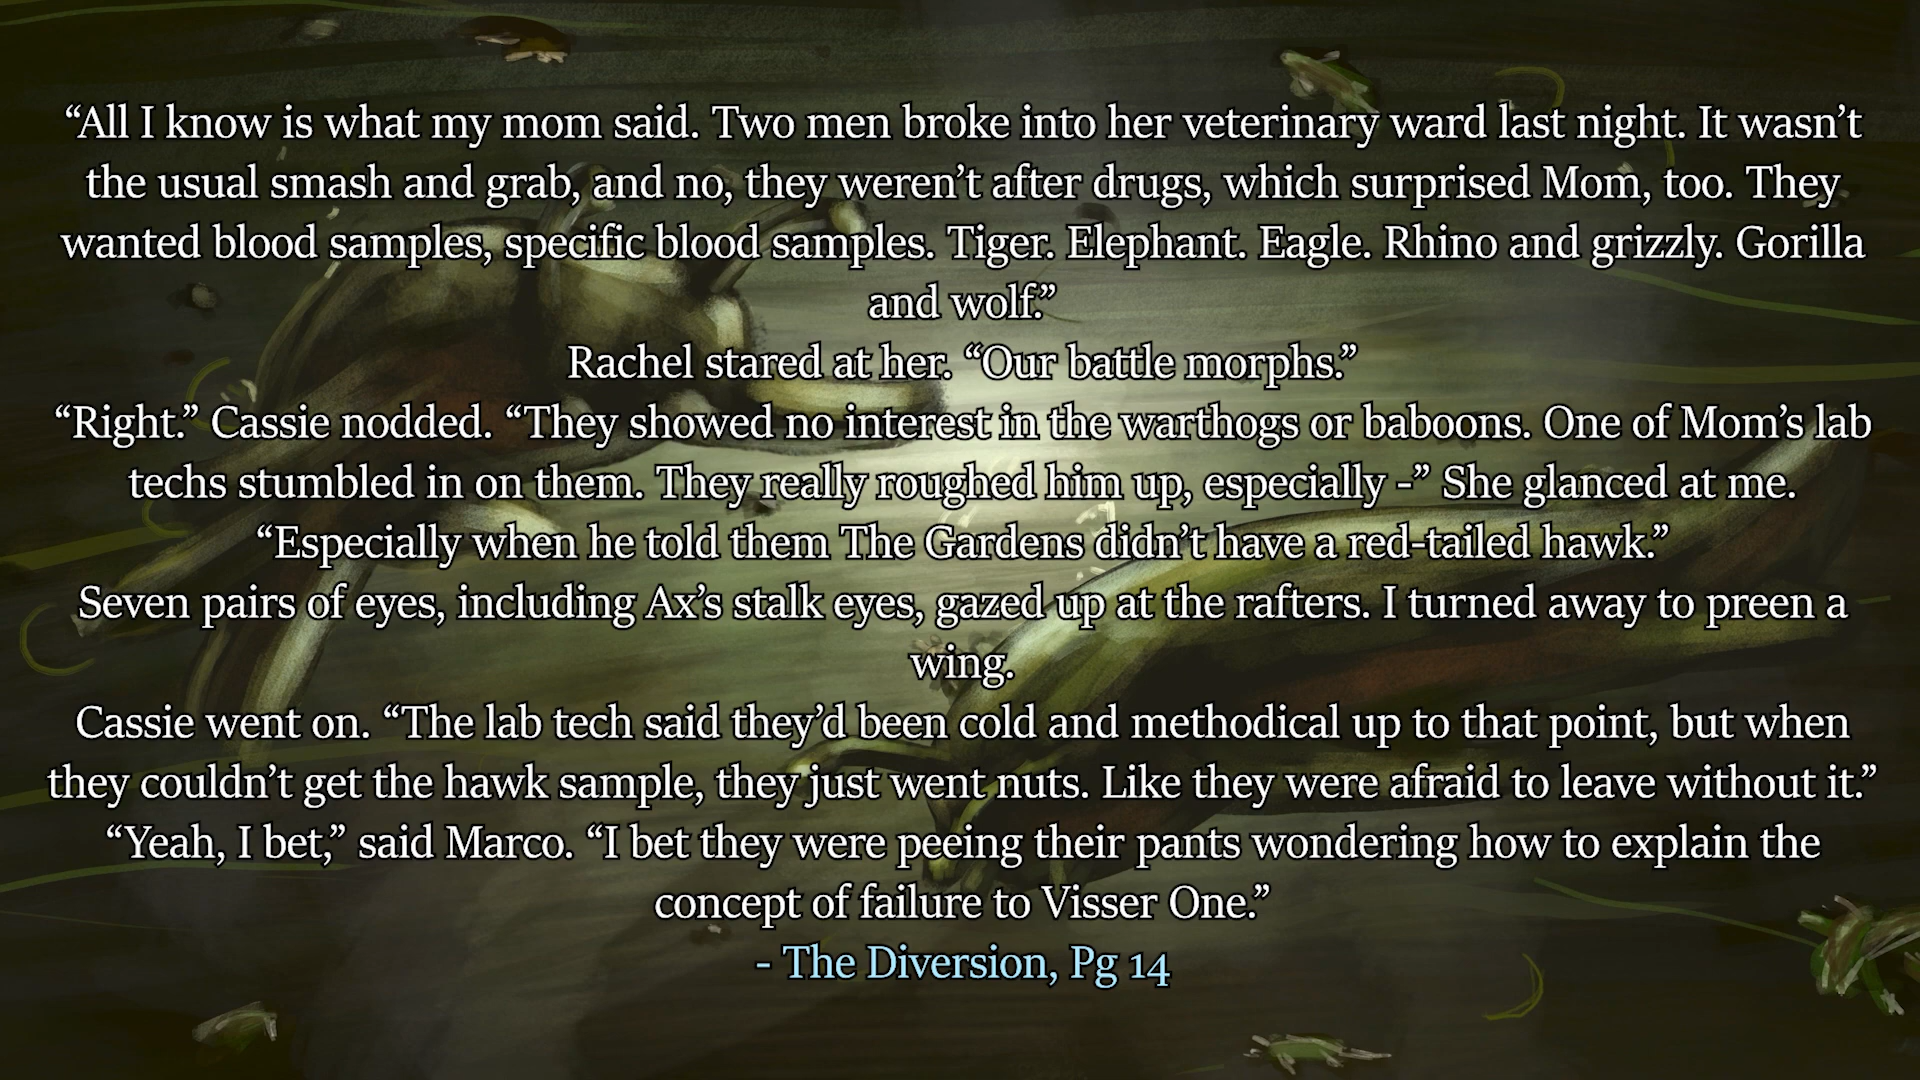 “All I know is what my mom said. Two men broke into her veterinary ward last night. It wasn’t
the usual smash and grab, and no, they weren’t after drugs, which surprised Mom, too. They
wanted blood samples, specific blood samples. Tiger. Elephant. Eagle. Rhino and grizzly. Gorilla
and wolf.”
Rachel stared at her. “Our battle morphs.”
“Right.” Cassie nodded. “They showed no interest in the warthogs or baboons. One of Mom’s lab
techs stumbled in on them. They really roughed him up, especially -” She glanced at me.
“Especially when he told them The Gardens didn’t have a red-tailed hawk.”
Seven pairs of eyes, including Ax’s stalk eyes, gazed up at the rafters. I turned away to preen a
wing.
Cassie went on. “The lab tech said they’d been cold and methodical up to that point, but when
they couldn’t get the hawk sample, they just went nuts. Like they were afraid to leave without it.”
“Yeah, I bet,” said Marco. “I bet they were peeing their pants wondering how to explain the
concept of failure to Visser One.”
- The Diversion, Pg 14